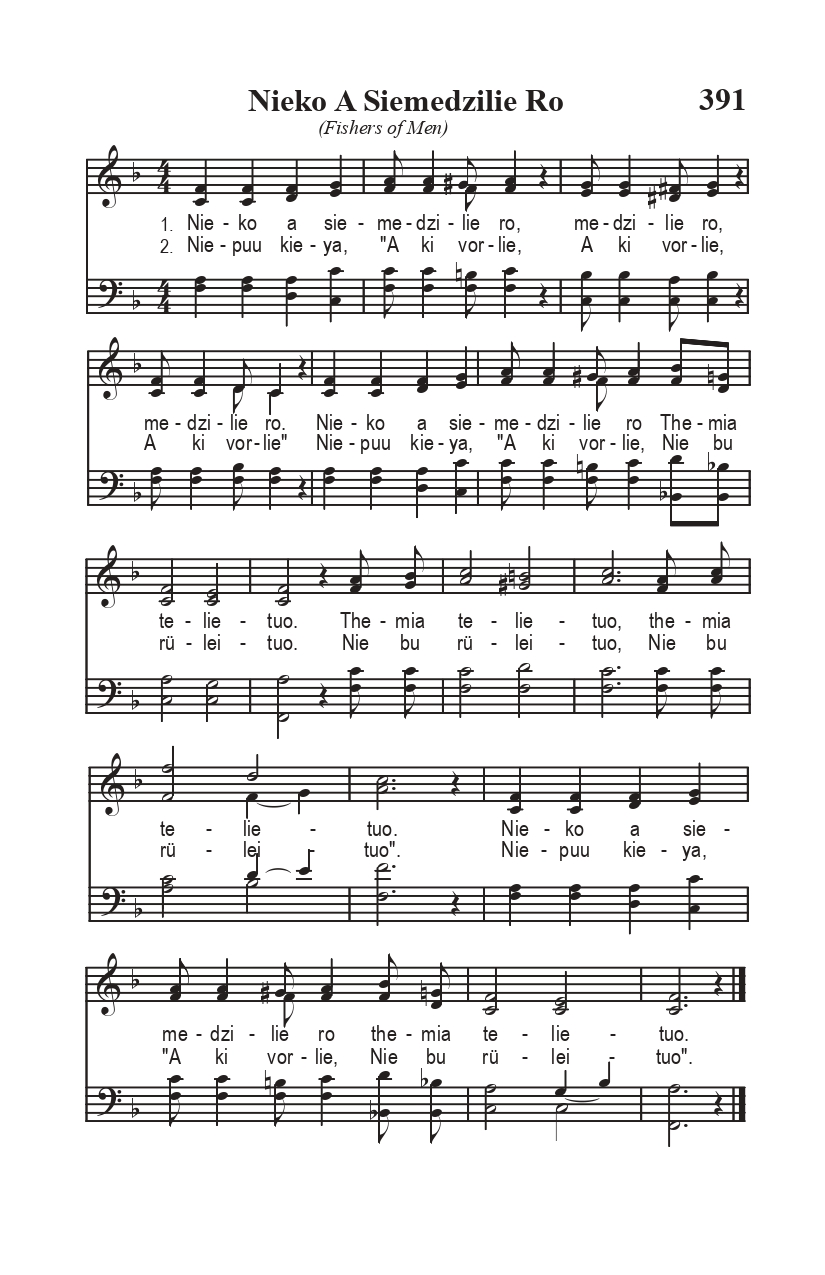 Nieko A Siemedzilie Ro 391
(Fishers of Men)
1. Nie - ko a sie - me - dzi - lie ro, me - dzi - lie ro,
2. Nie - puu kie - ya, "A ki vor - lie, A ki vor - lie,
me - dzi - lie ro. Nie - ko a sie - me - dzi - lie ro The - mia
A ki vor - lie" Nie - puu kie - ya, "A ki vor - lie, Nie bu
te - lie - tuo. The - mia te - lie - tuo, the - mia
rü - lei - tuo. Nie bu rü - lei - tuo, Nie bu
te - lie - tuo. Nie - ko a sie -
rü - lei - tuo". Nie - puu kie - ya,
me - dzi - lie ro the - mia te - lie - tuo.
"A ki vor - lie, Nie bu rü - lei - tuo".